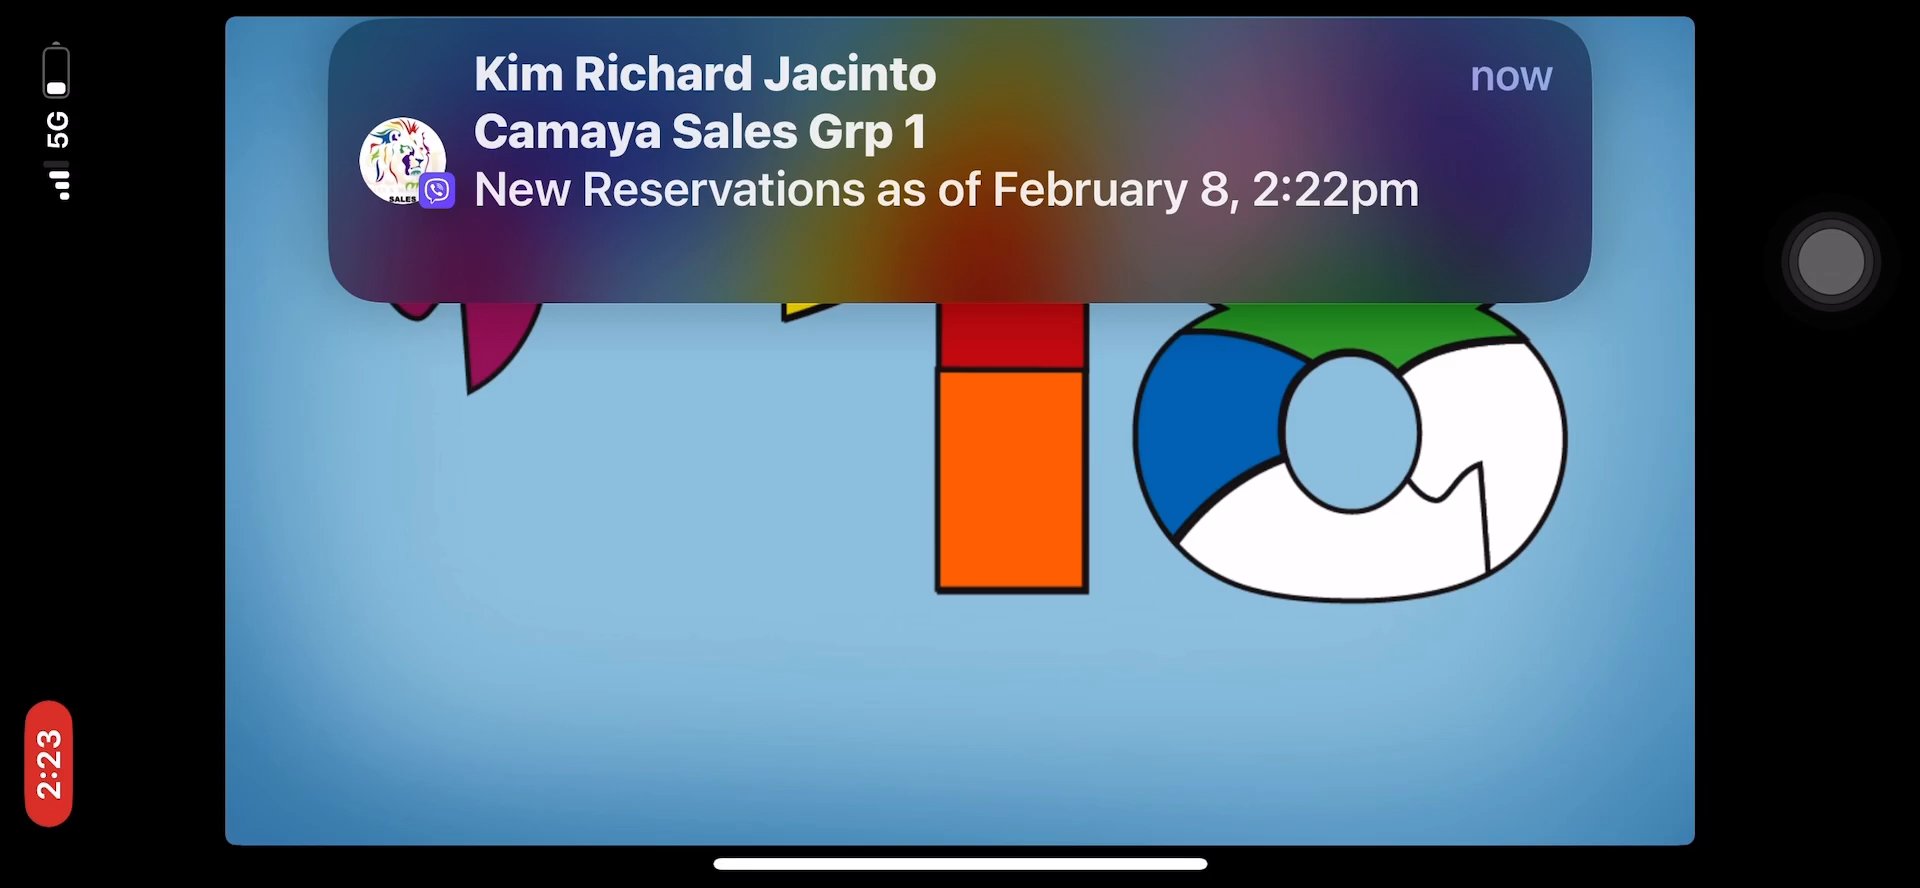 Kim Richard Jacinto
now
Camaya Sales Grp 1
New Reservations as of February 8, 2:22pm
SALES
5G
2:23